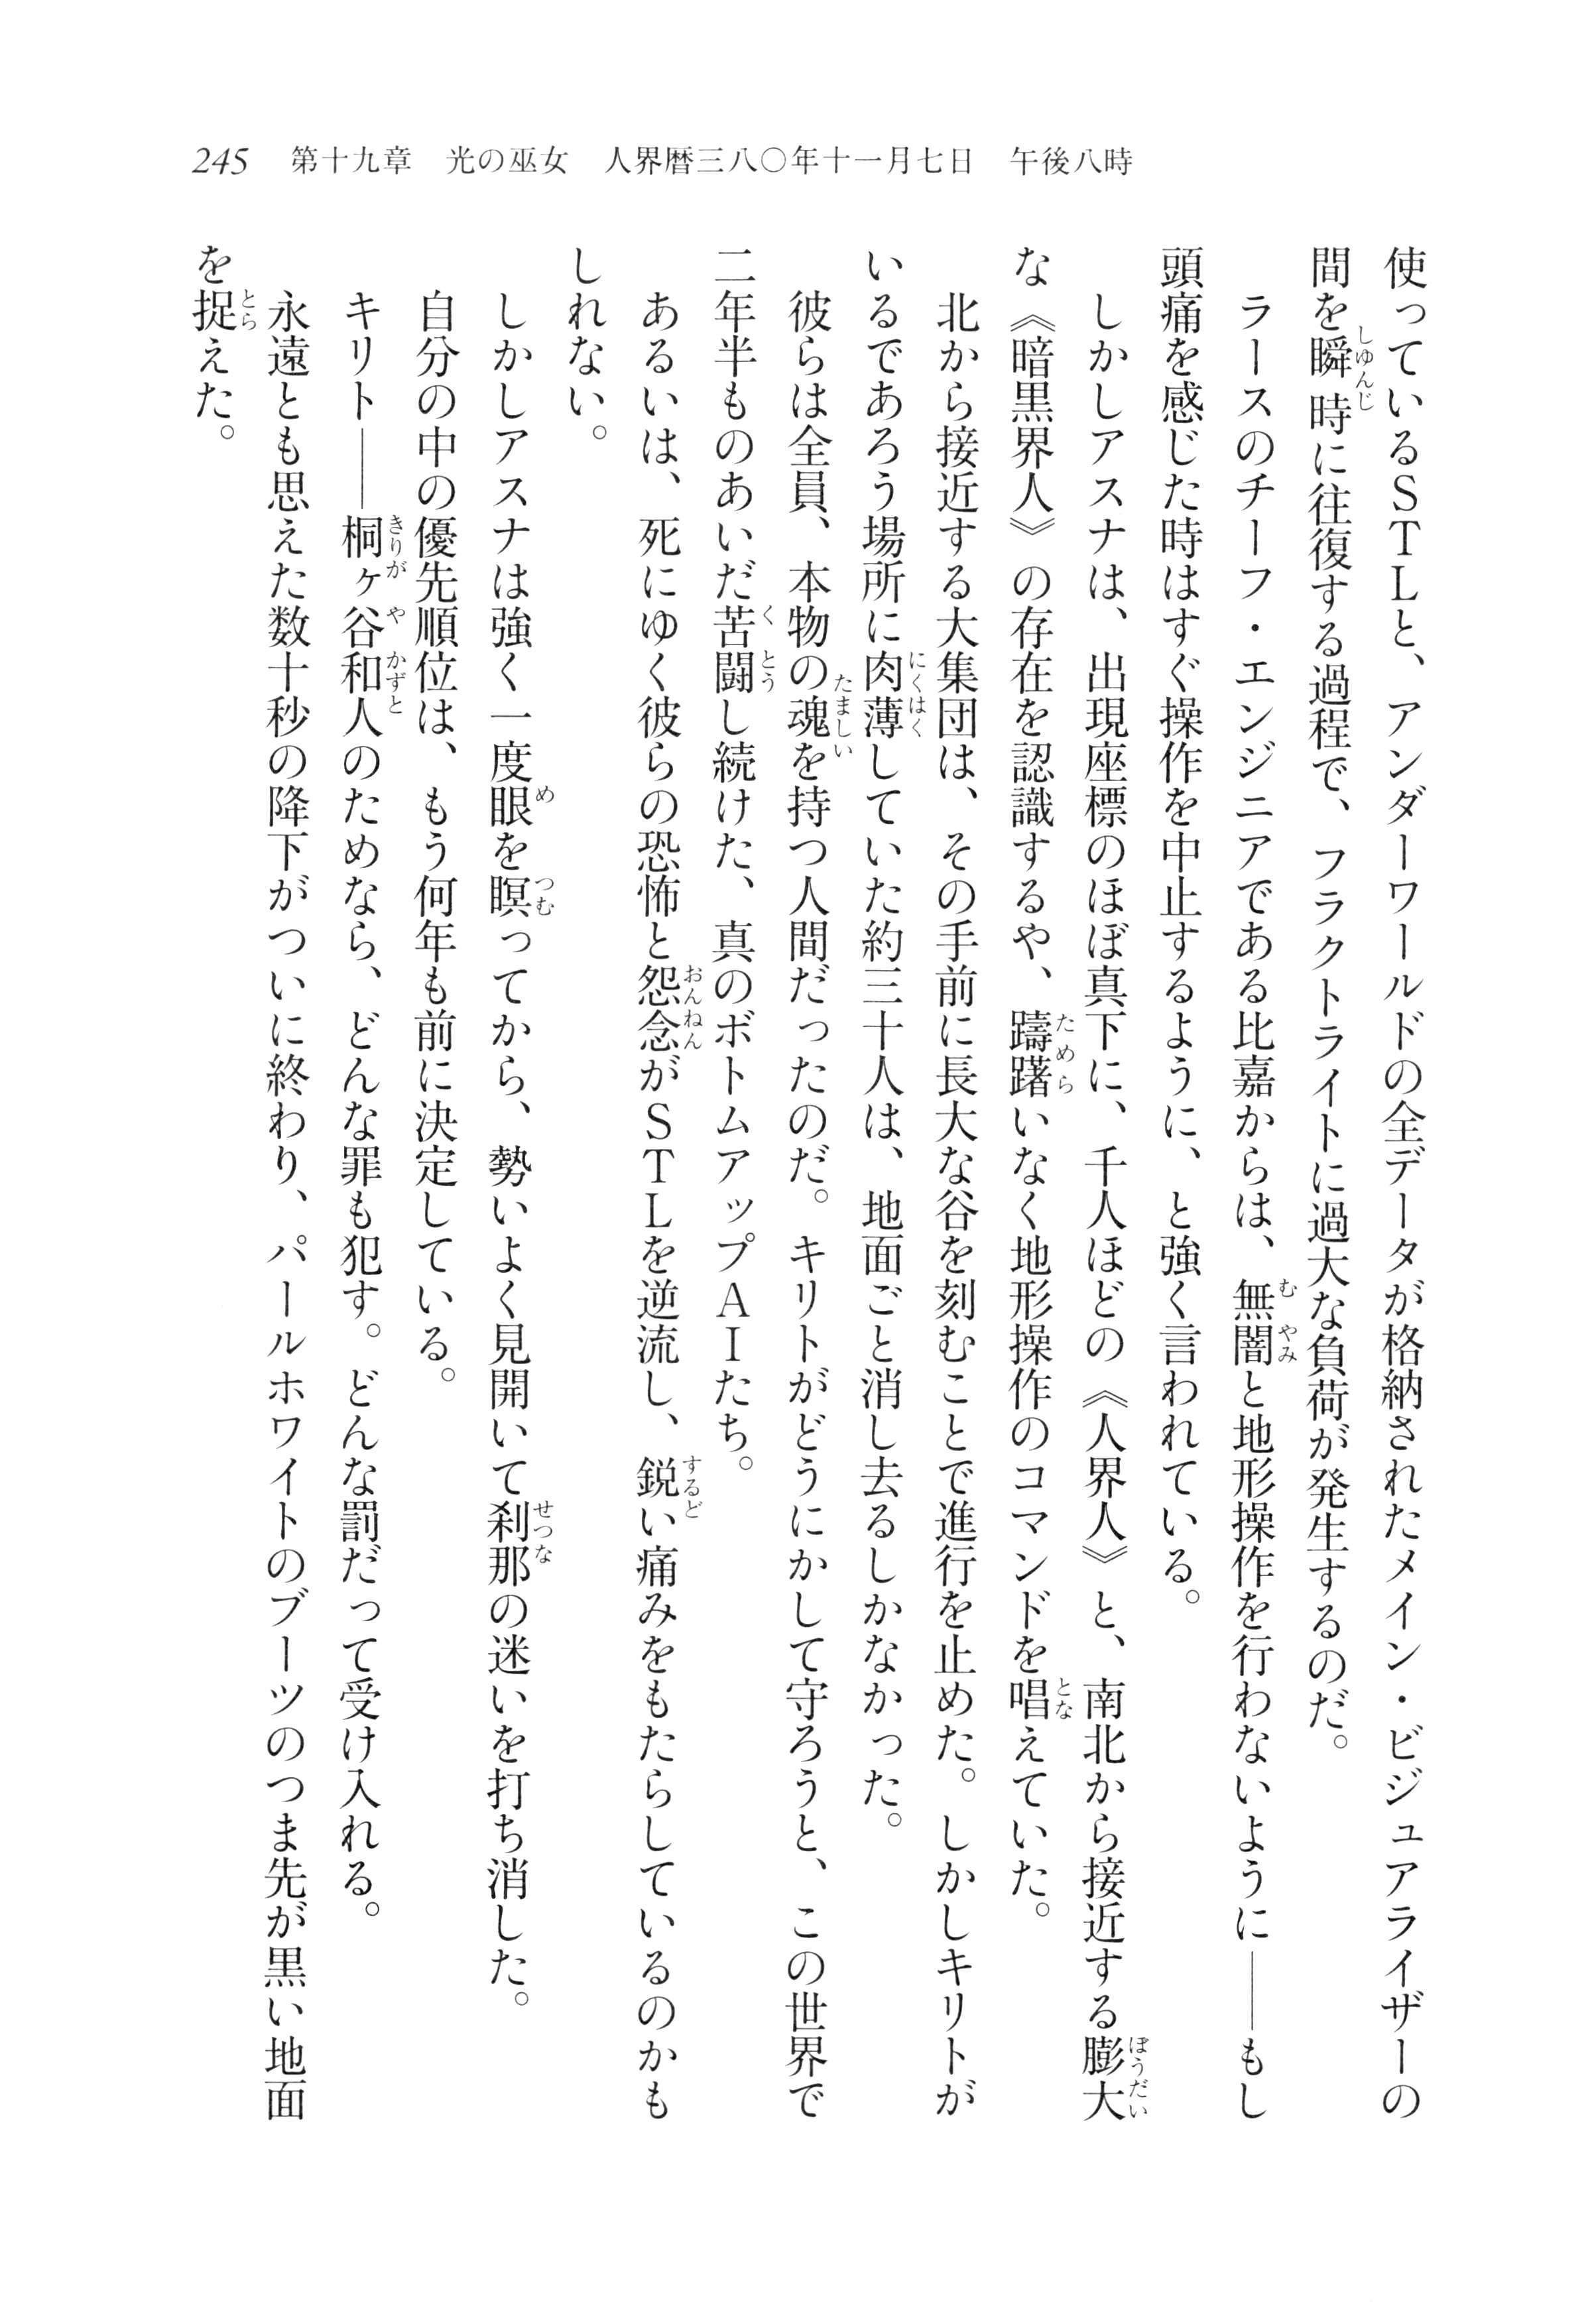 245　第十九章　光の巫女　人界暦三八〇年十一月七日　午後八時
使っているＳＴＬと、アンダーワールドの全データが格納されたメイン・ビジュアライザーの
間を瞬時に往復する過程で、フラクトライトに過大な負荷が発生するのだ。
　ラースのチーフ・エンジニアである比嘉からは、無闇と地形操作を行わないように――もし
頭痛を感じた時はすぐ操作を中止するように、と強く言われている。
　しかしアスナは、出現座標のほぼ真下に、千人ほどの《人界人》と、南北から接近する膨大
な《暗黒界人》の存在を認識するや、躊躇いなく地形操作のコマンドを唱えていた。
　北から接近する大集団は、その手前に長大な谷を刻むことで進行を止めた。しかしキリトが
いるであろう場所に肉薄していた約三十人は、地面ごと消し去るしかなかった。
　彼らは全員、本物の魂を持つ人間だったのだ。キリトがどうにかして守ろうと、この世界で
二年半ものあいだ苦闘し続けた、真のボトムアップＡＩたち。
　あるいは、死にゆく彼らの恐怖と怨念がＳＴＬを逆流し、鋭い痛みをもたらしているのかも
しれない。
　しかしアスナは強く一度眼を瞑ってから、勢いよく見開いて刹那の迷いを打ち消した。
　自分の中の優先順位は、もう何年も前に決定している。
　キリト――桐ヶ谷和人のためなら、どんな罪も犯す。どんな罰だって受け入れる。
　永遠とも思えた数十秒の降下がついに終わり、パールホワイトのブーツのつま先が黒い地面
を捉えた。